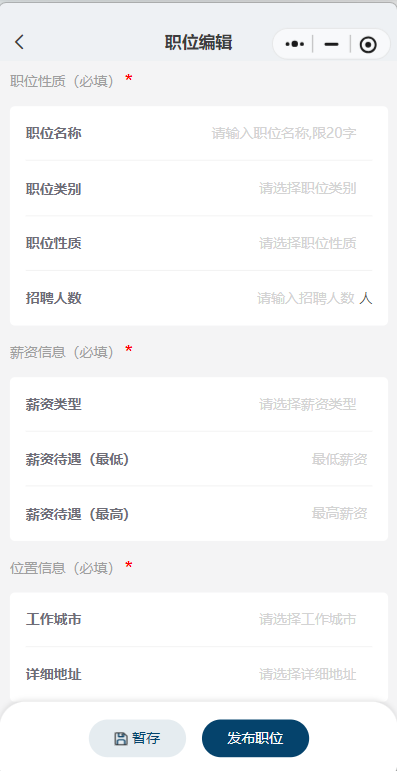 职位编辑
职位性质（必填） *
职位名称 请输入职位名称,限20字
职位类别 请选择职位类别
职位性质 请选择职位性质
招聘人数 请输入招聘人数 人
薪资信息（必填） *
薪资类型 请选择薪资类型
薪资待遇（最低） 最低薪资
薪资待遇（最高） 最高薪资
位置信息（必填） *
工作城市 请选择工作城市
详细地址 请选择详细地址
暂存 发布职位